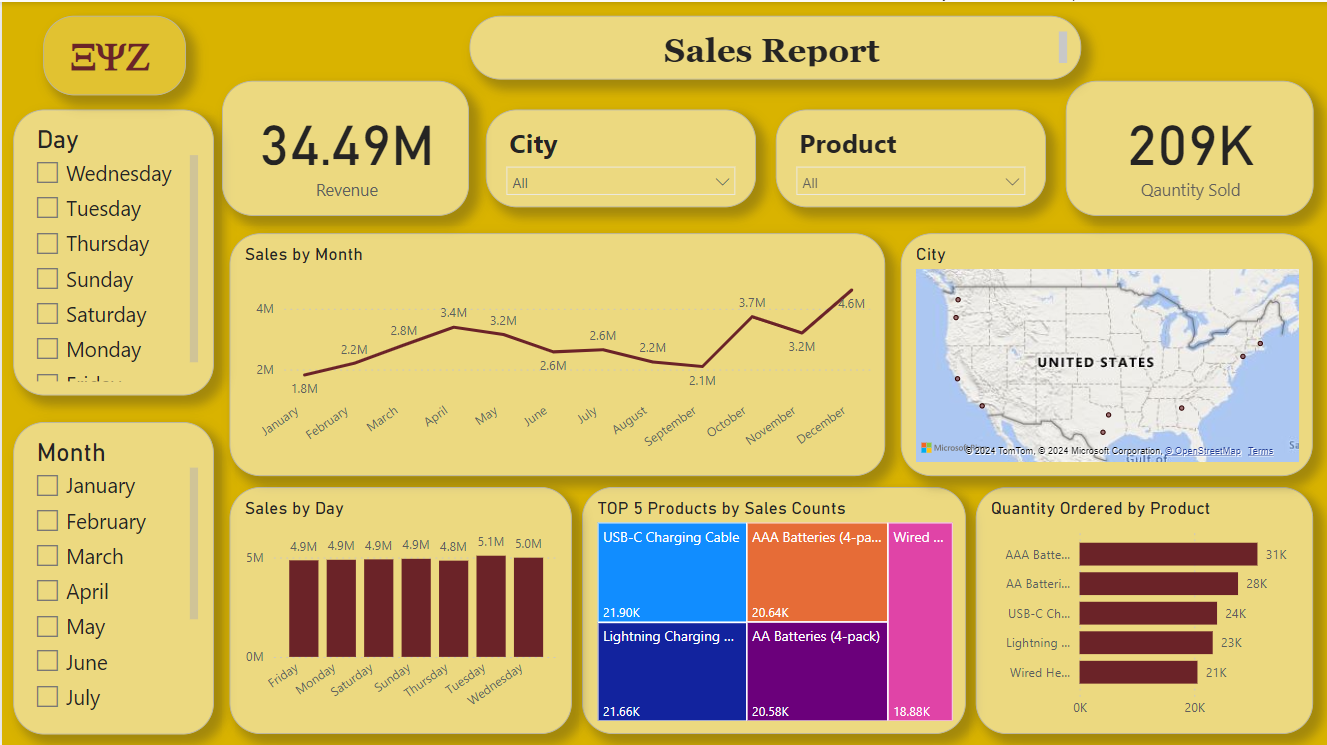 ΞΨΖ
Sales Report
Day
Wednesday
Tuesday
Thursday
Sunday
Saturday
Monday
Friday
34.49M
Revenue
City
All
Product
All
209K
Qauntity Sold
Sales by Month
4M
2M
1.8M
2.2M
2.8M
3.4M
3.2M
2.6M
2.6M
2.2M
2.1M
3.7M
3.2M
4.6M
January
February
March
April
May
June
July
August
September
October
November
December
City
UNITED STATES
Gulf of
Sa
Microsoft
© 2024 TomTom, © 2024 Microsoft Corporation, © OpenStreetMap Terms
Month
January
February
March
April
May
June
July
Sales by Day
5M
0M
4.9M
4.9M
4.9M
4.9M
4.8M
5.1M
5.0M
Friday
Monday
Saturday
Sunday
Thursday
Tuesday
Wednesday
TOP 5 Products by Sales Counts
USB-C Charging Cable
21.90K
AAA Batteries (4-pa...
20.64K
Wired ...
18.88K
Lightning Charging ...
21.66K
AA Batteries (4-pack)
20.58K
Quantity Ordered by Product
AAA Batte... 31K
AA Batteri... 28K
USB-C Ch... 24K
Lightning ... 23K
Wired He... 21K
0K 20K